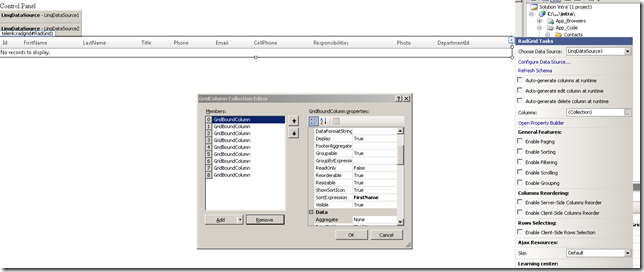 Control Panel
LinqDataSource - LinqDataSource1
LinqDataSource - LinqDataSource2
telerik:radgrid#RadGrid1
Id FirstName LastName Title Phone Email CellPhone Responsibilities Photo DepartmentId
No records to display.
GridColumn Collection Editor
Members:
0 GridBoundColumn
1 GridBoundColumn
2 GridBoundColumn
3 GridBoundColumn
4 GridBoundColumn
5 GridBoundColumn
6 GridBoundColumn
7 GridBoundColumn
8 GridBoundColumn
Add
Remove
GridBoundColumn properties:
DataFormatString
Display True
FooterAggregate
Groupable True
GroupByExpression
ReadOnly False
Reorderable True
Resizable True
ShowSortIcon True
SortExpression FirstName
Visible True
Data
Aggregate None
OK
Cancel
Solution 'intra' (1 project)
C:\...\intra\
App_Browsers
App_Code
Contacts
RadGrid Tasks
Choose Data Source: LinqDataSource1
Configure Data Source...
Refresh Schema
Auto-generate columns at runtime
Auto-generate edit column at runtime
Auto-generate delete column at runtime
Columns: (Collection)
Open Property Builder
General Features:
Enable Paging
Enable Sorting
Enable Filtering
Enable Scrolling
Enable Grouping
Columns Reordering:
Enable Server-Side Columns Reorder
Enable Client-Side Columns Reorder
Rows Selecting:
Enable Client-Side Rows Selection
Ajax Resources:
Skin Default
Learning center: